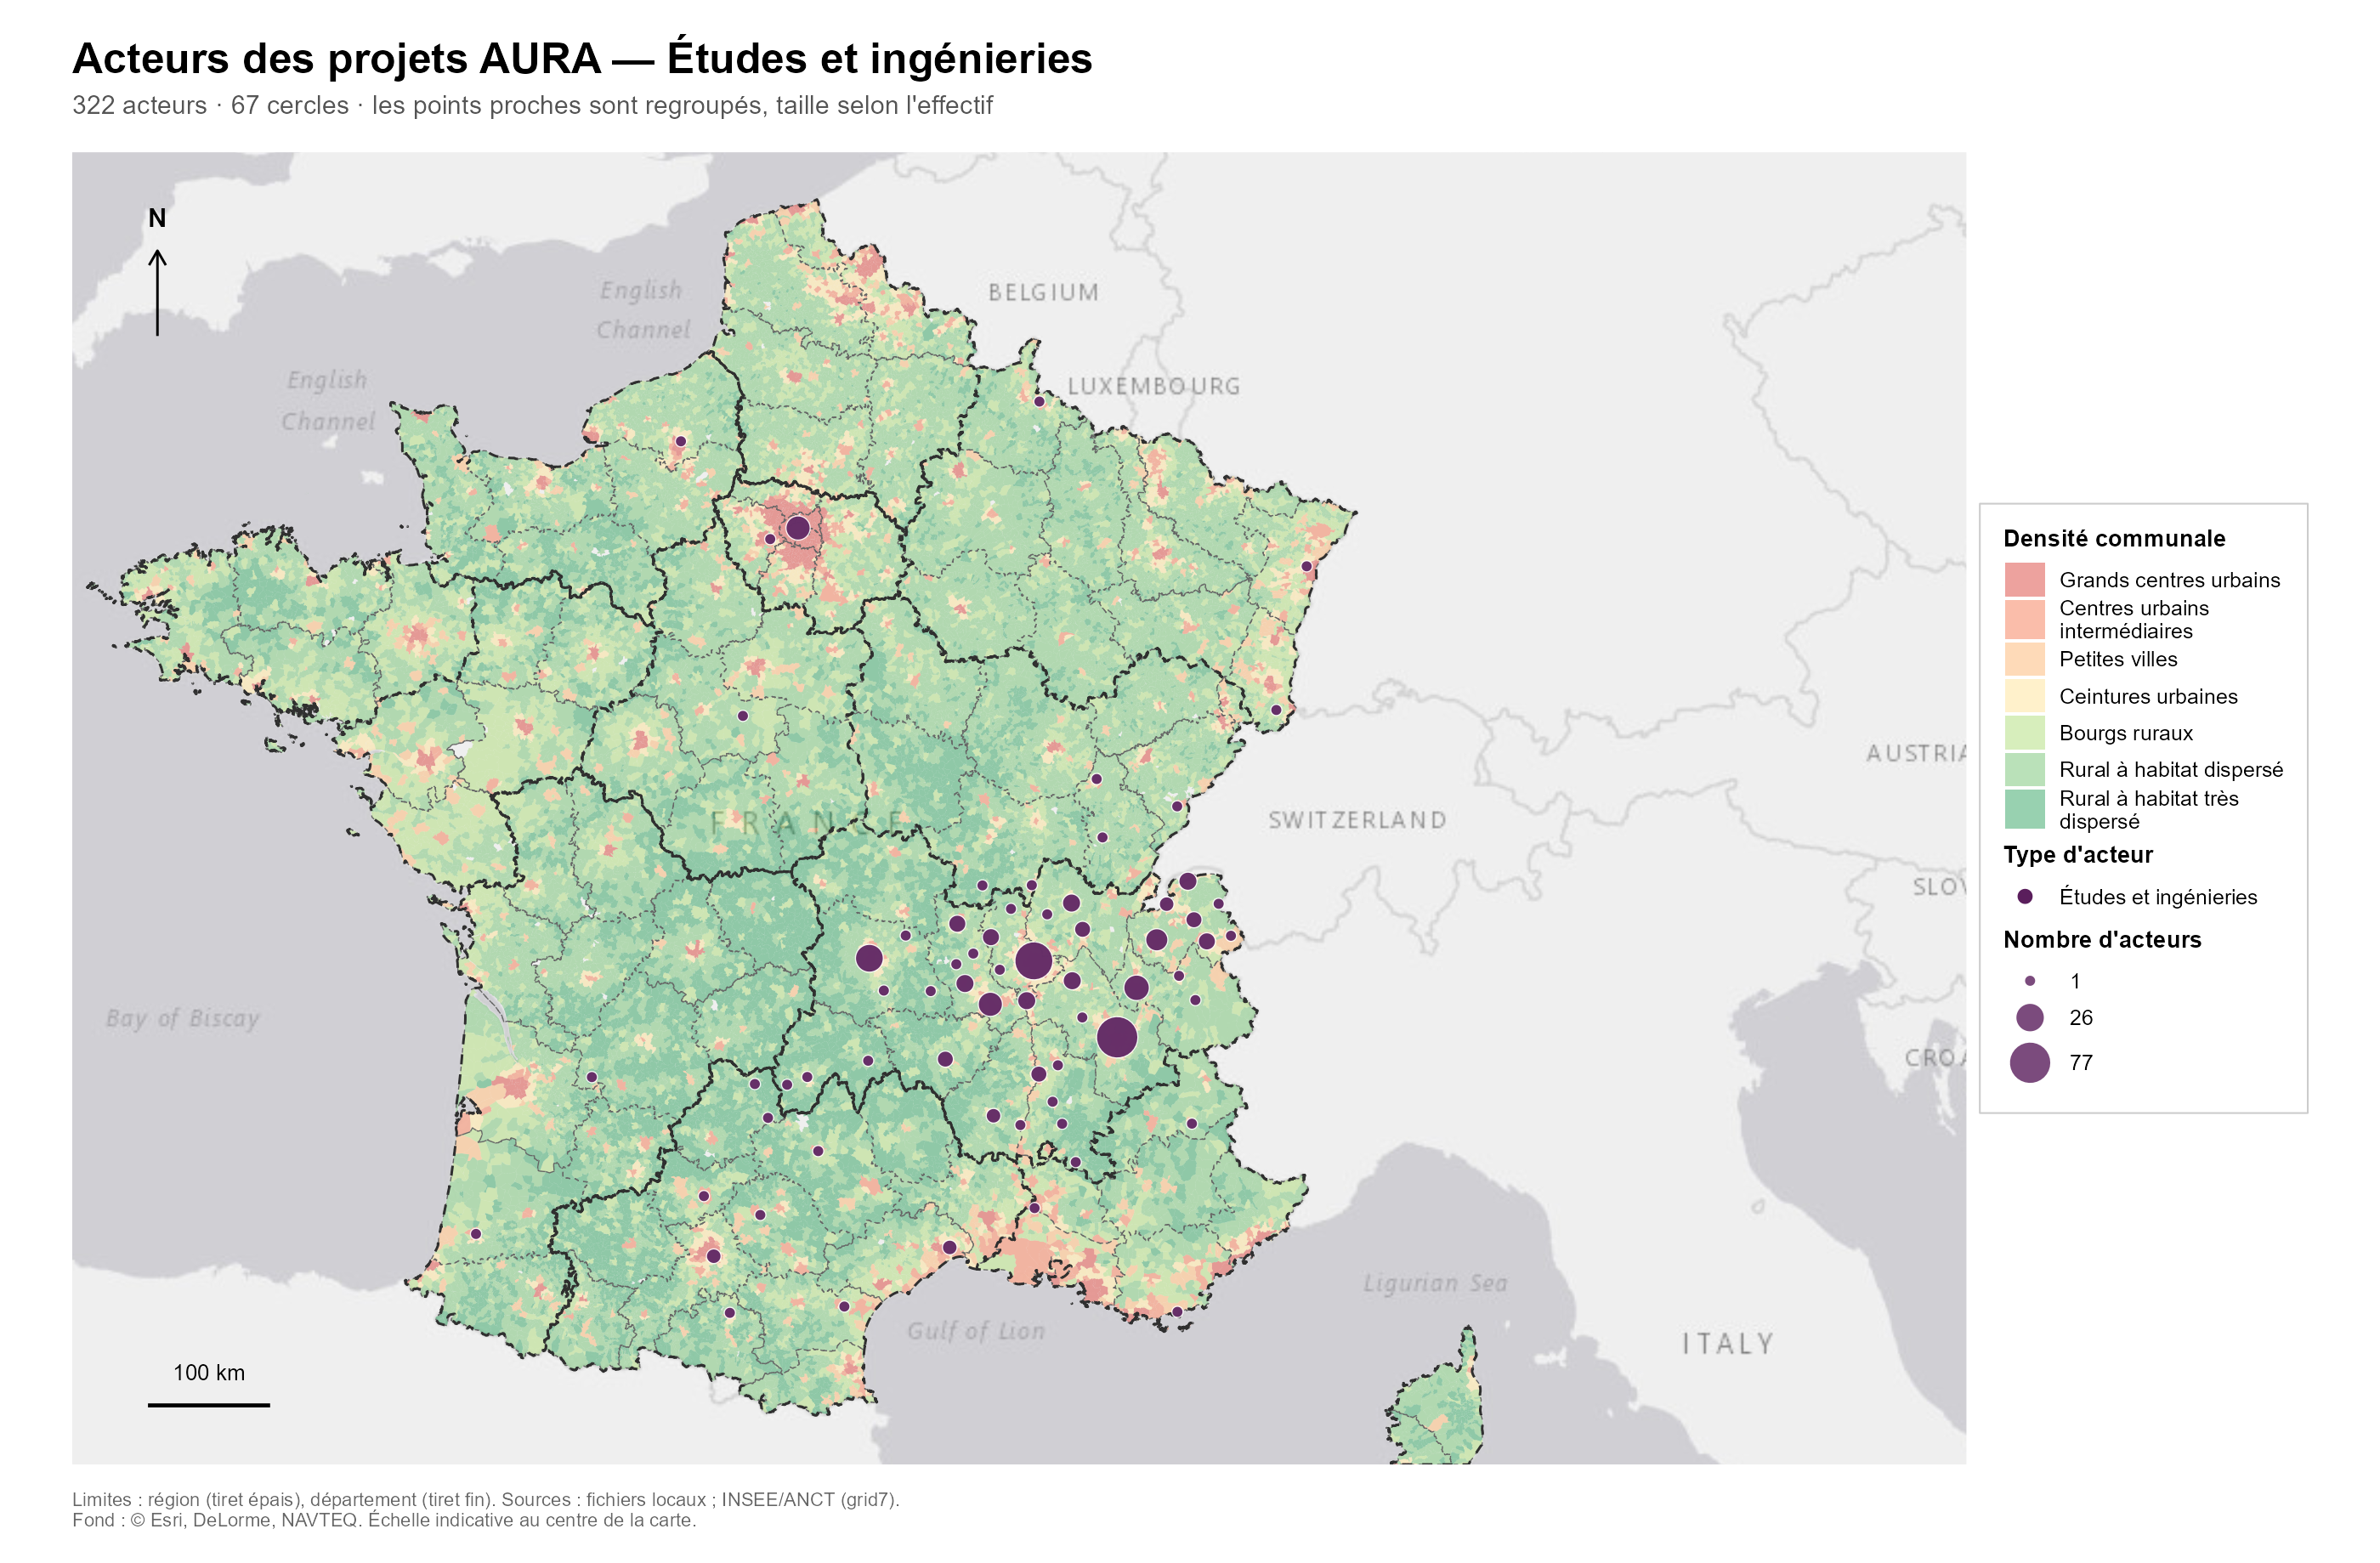 Acteurs des projets AURA — Études et ingénieries
322 acteurs · 67 cercles · les points proches sont regroupés, taille selon l'effectif
N
English
Channel
BELGIUM
English
Channel
LUXEMBOURG
FRANCE
SWITZERLAND
AUSTRIA
SLOV
CROA
Bay of Biscay
Ligurian Sea
Gulf of Lion
ITALY
100 km
Densité communale
Grands centres urbains
Centres urbains
intermédiaires
Petites villes
Ceintures urbaines
Bourgs ruraux
Rural à habitat dispersé
Rural à habitat très
dispersé
Type d'acteur
Études et ingénieries
Nombre d'acteurs
1
26
77
Limites : région (tiret épais), département (tiret fin). Sources : fichiers locaux ; INSEE/ANCT (grid7).
Fond : © Esri, DeLorme, NAVTEQ. Échelle indicative au centre de la carte.